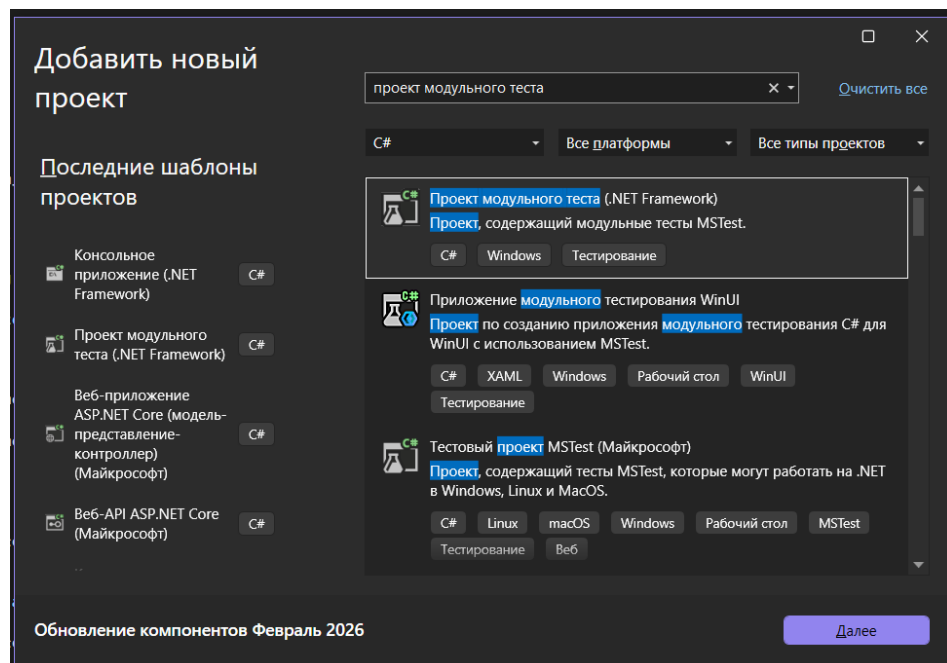 Добавить новый
проект
проект модульного теста
Очистить все
C#
Все платформы
Все типы проектов
Последние шаблоны
проектов
Консольное
приложение (.NET
Framework)
C#
Проект модульного
теста (.NET Framework)
C#
Веб-приложение
ASP.NET Core (модель-
представление-
контроллер)
(Майкрософт)
C#
Веб-API ASP.NET Core
(Майкрософт)
C#
Проект модульного теста (.NET Framework)
Проект, содержащий модульные тесты MSTest.
C# Windows Тестирование
Приложение модульного тестирования WinUI
Проект по созданию приложения модульного тестирования C# для
WinUI с использованием MSTest.
C# XAML Windows Рабочий стол WinUI
Тестирование
Тестовый проект MSTest (Майкрософт)
Проект, содержащий тесты MSTest, которые могут работать на .NET
в Windows, Linux и MacOS.
C# Linux macOS Windows Рабочий стол MSTest
Тестирование Веб
Обновление компонентов Февраль 2026
Далее